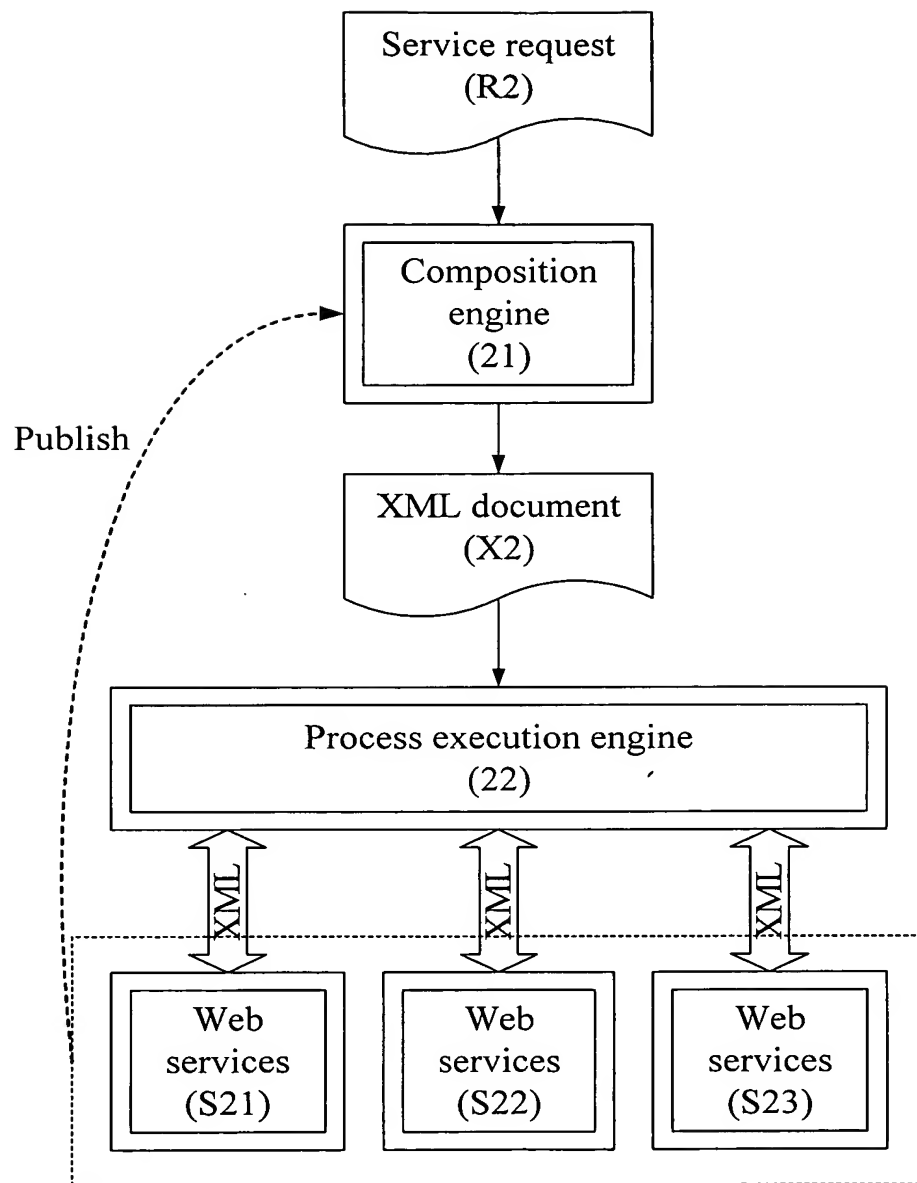 Service request
(R2)
Composition
engine
(21)
Publish
XML document
(X2)
Process execution engine
(22)
XML
XML
XML
Web
services
(S21)
Web
services
(S22)
Web
services
(S23)